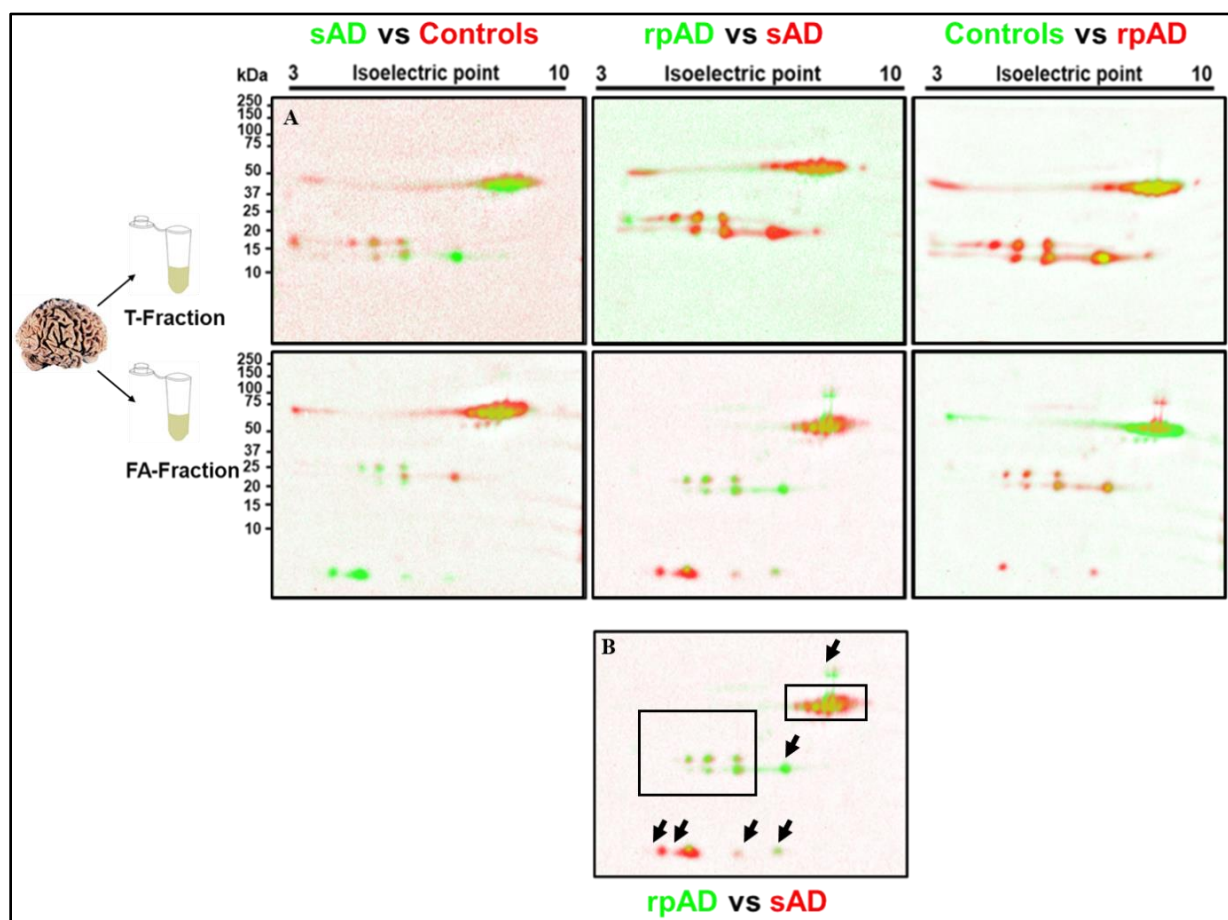 sAD vs Controls
rpAD vs sAD
Controls vs rpAD
kDa
3 Isoelectric point 10
3 Isoelectric point 10
3 Isoelectric point 10
A
250
150
100
75
50
37
25
20
15
10
T-Fraction
FA-Fraction
250
150
100
75
50
37
25
20
15
10
B
rpAD vs sAD